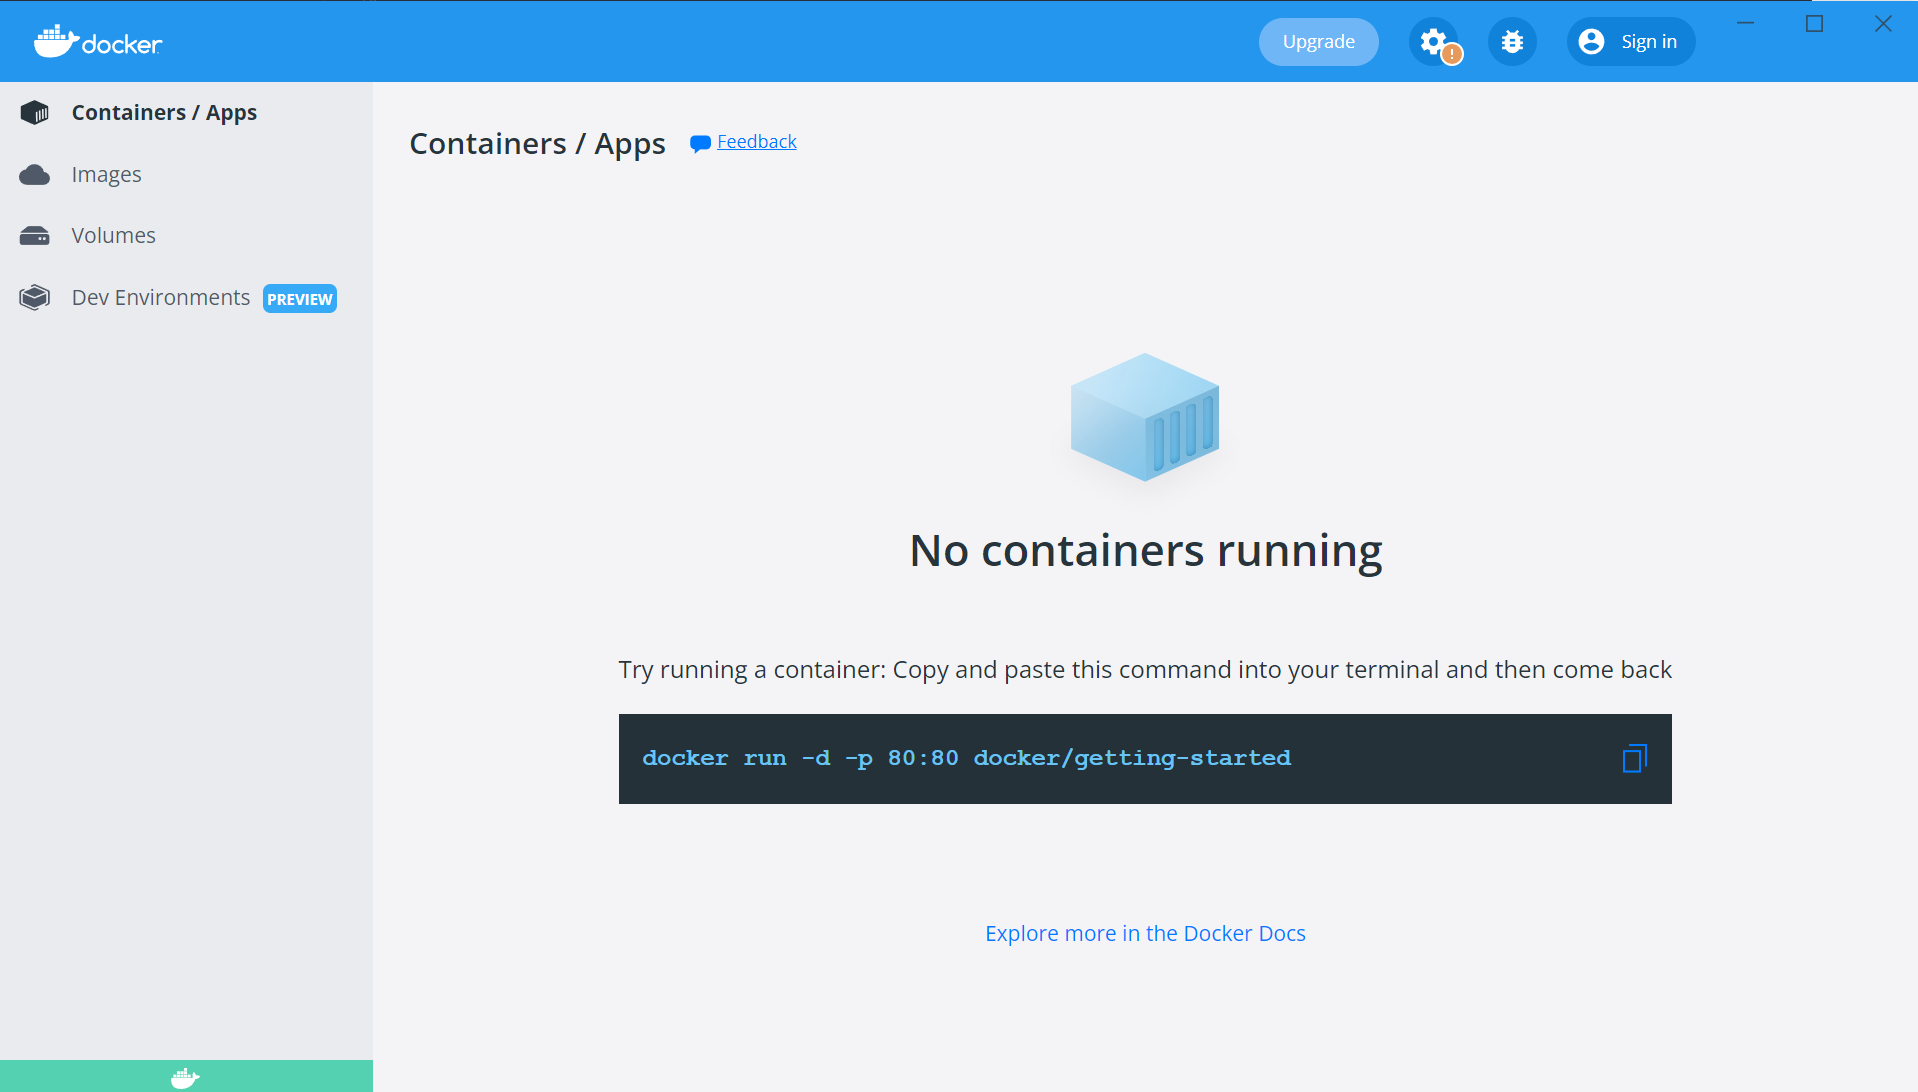 docker
Upgrade
!
Sign in
Containers / Apps
Images
Volumes
Dev Environments PREVIEW
Containers / Apps
Feedback
No containers running
Try running a container: Copy and paste this command into your terminal and then come back
docker run -d -p 80:80 docker/getting-started
Explore more in the Docker Docs